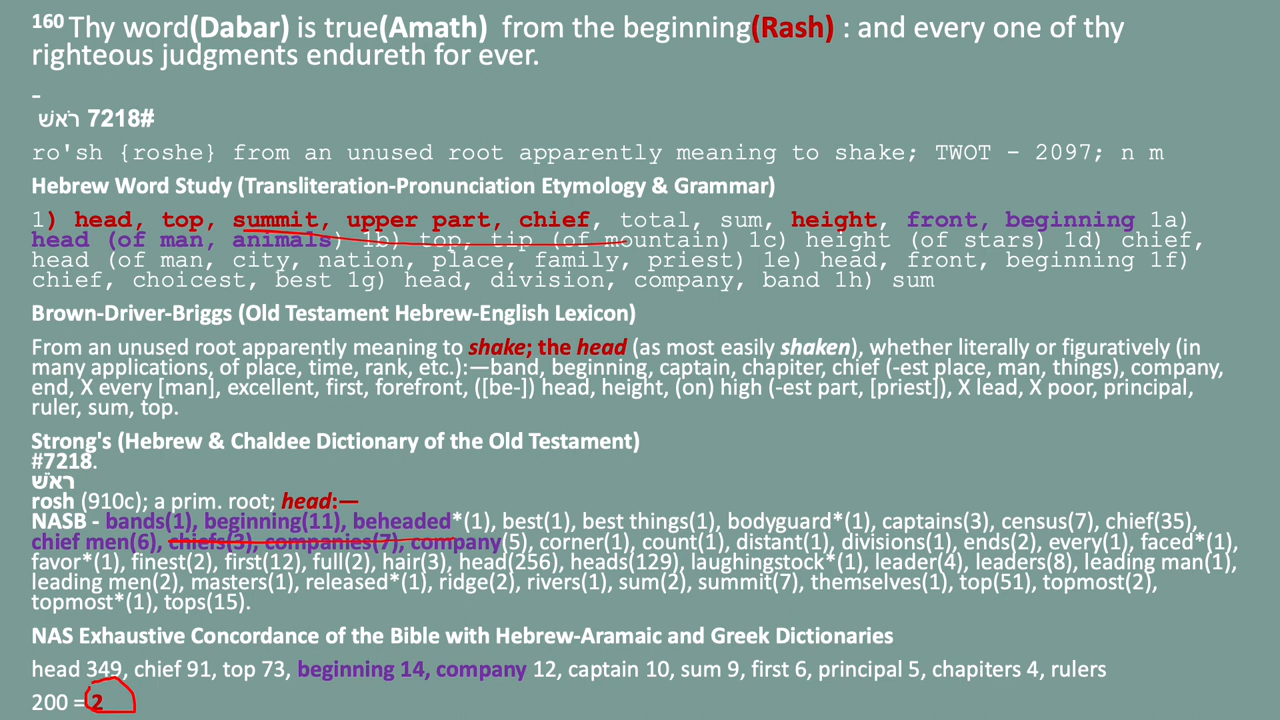 160 Thy word(Dabar) is true(Amath) from the beginning(Rash) : and every one of thy
righteous judgments endureth for ever.
-
רֹאשׁ 7218#
ro'sh {roshe} from an unused root apparently meaning to shake; TWOT - 2097; n m
Hebrew Word Study (Transliteration-Pronunciation Etymology & Grammar)
1) head, top, summit, upper part, chief, total, sum, height, front, beginning 1a)
head (of man, animals) 1b) top, tip (of mountain) 1c) height (of stars) 1d) chief,
head (of man, city, nation, place, family, priest) 1e) head, front, beginning 1f)
chief, choicest, best 1g) head, division, company, band 1h) sum
Brown-Driver-Briggs (Old Testament Hebrew-English Lexicon)
From an unused root apparently meaning to shake; the head (as most easily shaken), whether literally or figuratively (in
many applications, of place, time, rank, etc.):—band, beginning, captain, chapiter, chief (-est place, man, things), company,
end, X every [man], excellent, first, forefront, ([be-]) head, height, (on) high (-est part, [priest]), X lead, X poor, principal,
ruler, sum, top.
Strong's (Hebrew & Chaldee Dictionary of the Old Testament)
#7218.
רֹאשׁ
rosh (910c); a prim. root; head:—
NASB - bands(1), beginning(11), beheaded*(1), best(1), best things(1), bodyguard*(1), captains(3), census(7), chief(35),
chief men(6), chiefs(3), companies(7), company(5), corner(1), count(1), distant(1), divisions(1), ends(2), every(1), faced*(1),
favor*(1), finest(2), first(12), full(2), hair(3), head(256), heads(129), laughingstock*(1), leader(4), leaders(8), leading man(1),
leading men(2), masters(1), released*(1), ridge(2), rivers(1), sum(2), summit(7), themselves(1), top(51), topmost(2),
topmost*(1), tops(15).
NAS Exhaustive Concordance of the Bible with Hebrew-Aramaic and Greek Dictionaries
head 349, chief 91, top 73, beginning 14, company 12, captain 10, sum 9, first 6, principal 5, chapiters 4, rulers
200 = 2